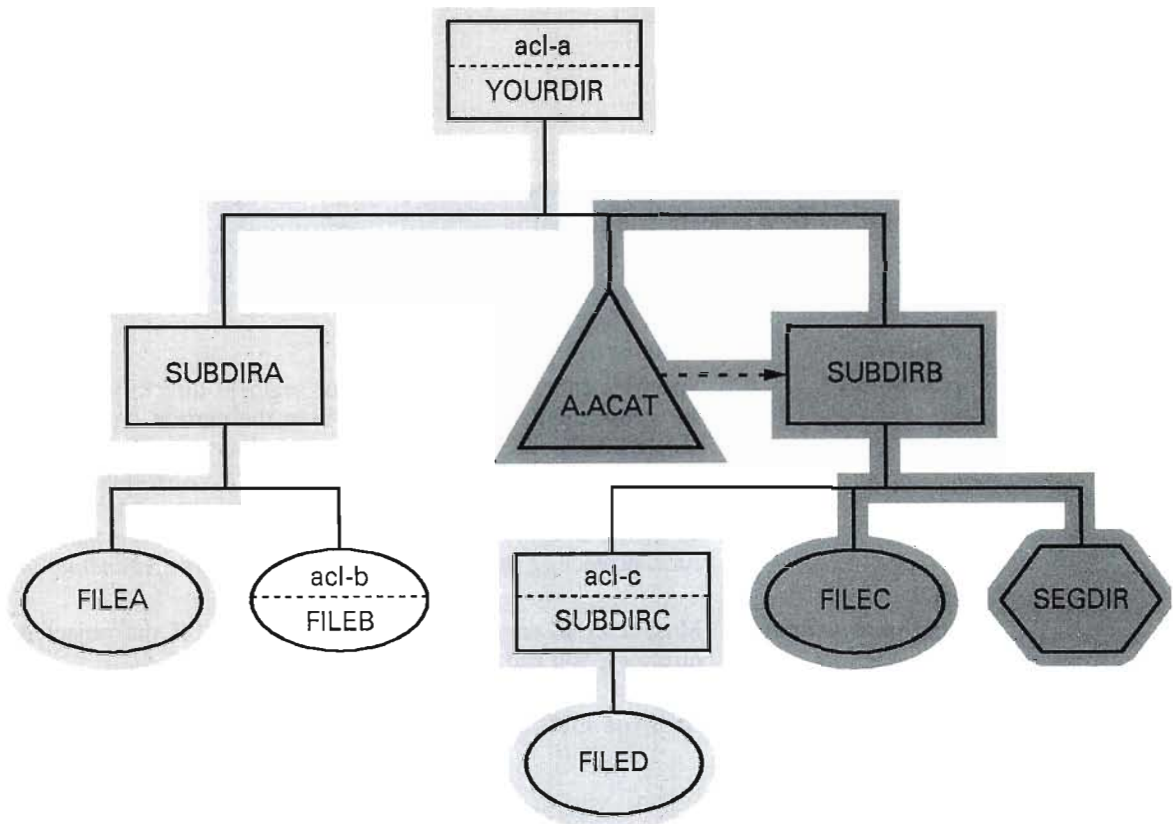 acl-a
YOURDIR
SUBDIRA
A.ACAT
SUBDIRB
FILEA
acl-b
FILEB
acl-c
SUBDIRC
FILEC
SEGDIR
FILED